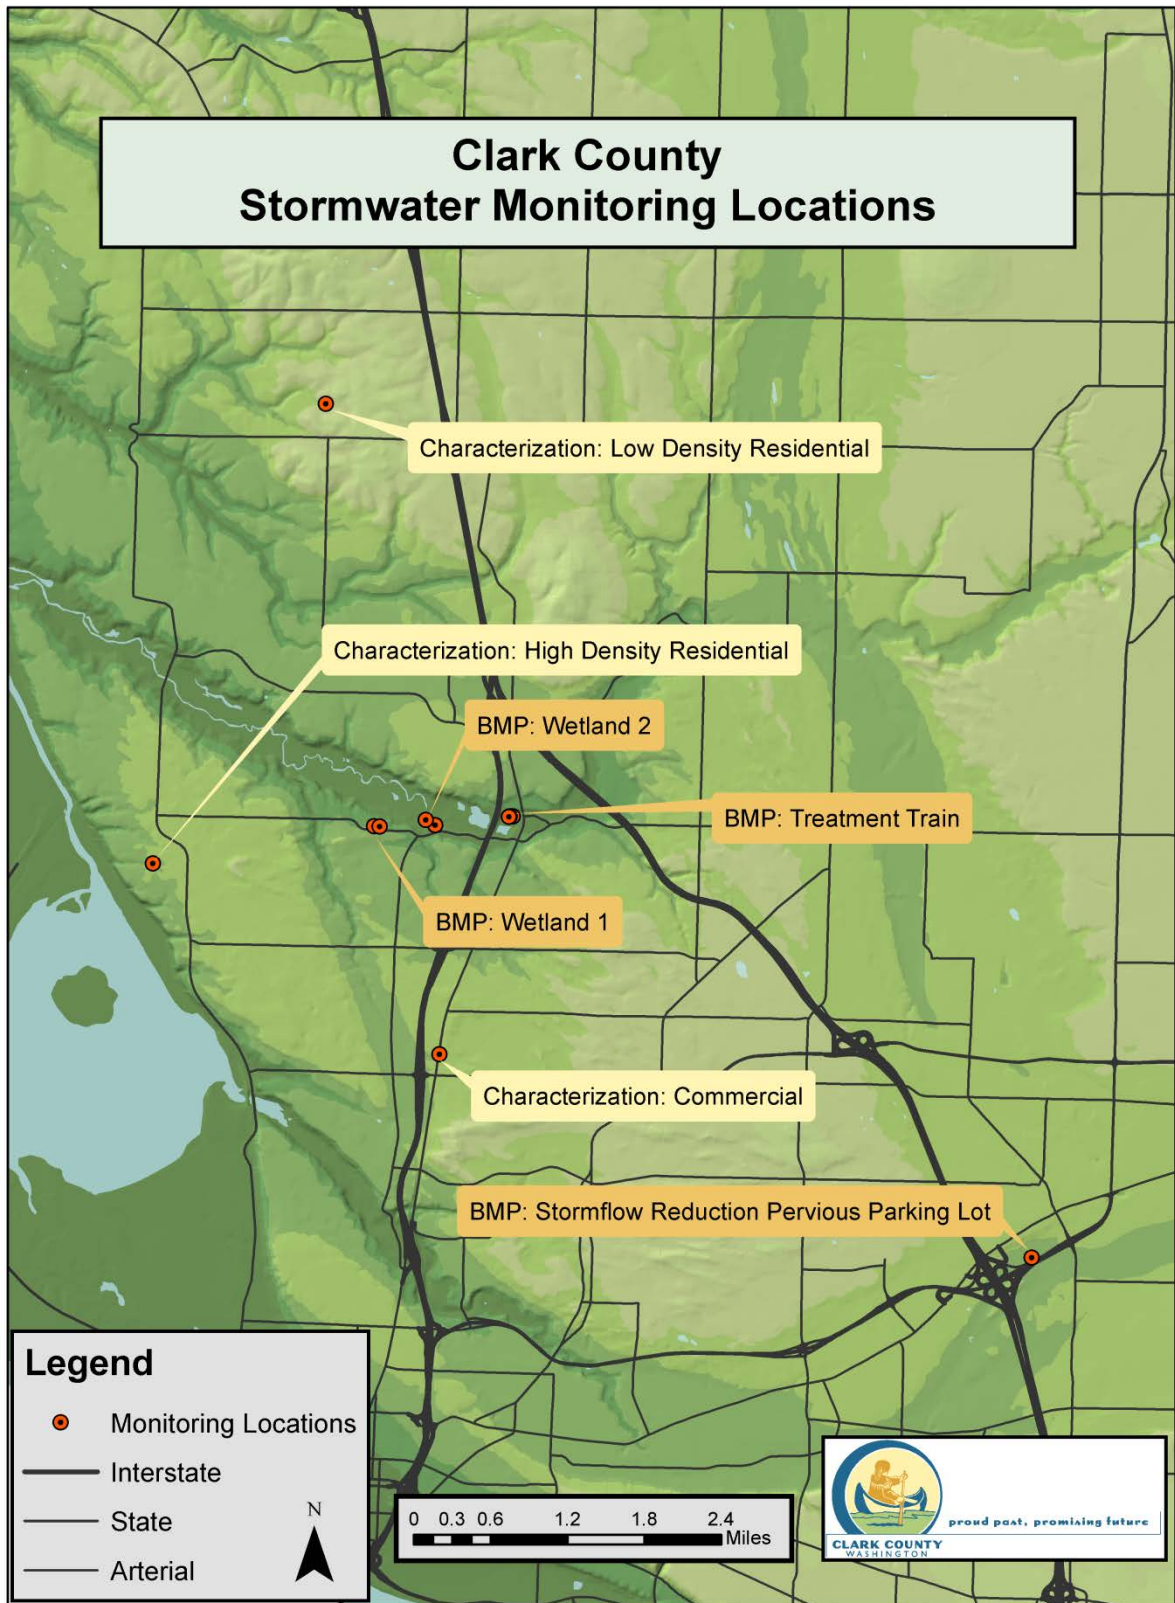 Clark County
Stormwater Monitoring Locations
Characterization: Low Density Residential
Characterization: High Density Residential
BMP: Wetland 2
BMP: Treatment Train
BMP: Wetland 1
Characterization: Commercial
BMP: Stormflow Reduction Pervious Parking Lot
Legend
Monitoring Locations
Interstate
State
Arterial
N
0 0.3 0.6 1.2 1.8 2.4
Miles
proud past, promising future
CLARK COUNTY
WASHINGTON